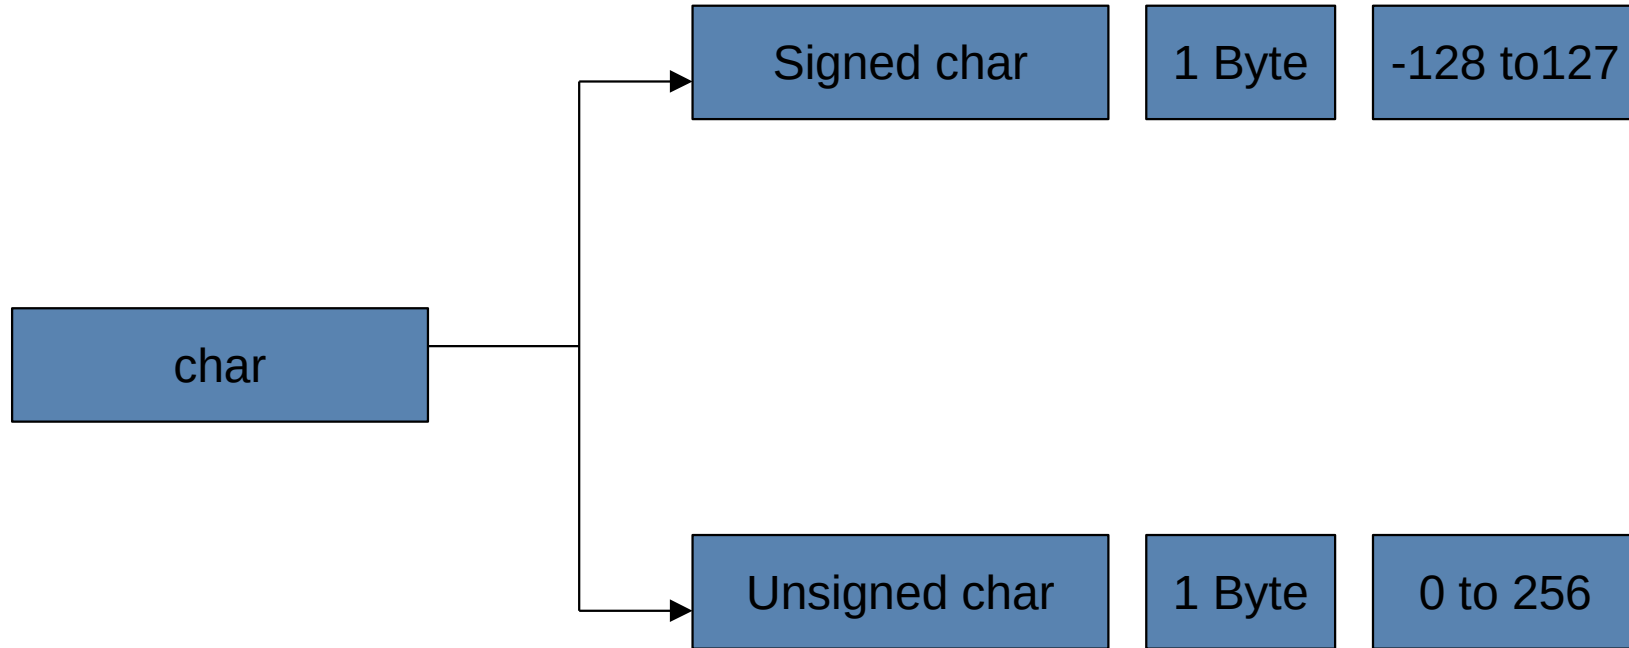 Signed char
1 Byte
-128 to127
char
Unsigned char
1 Byte
0 to 256